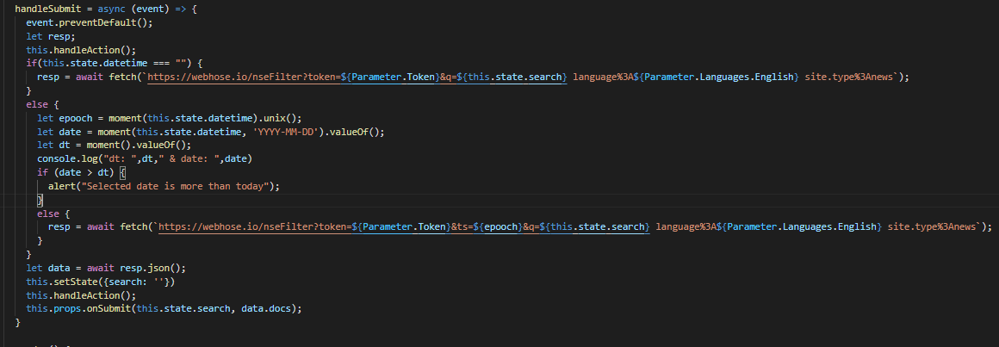 handleSubmit = async (event) => {
event.preventDefault();
let resp;
this.handleAction();
if(this.state.datetime === "") {
resp = await fetch(`https://webhose.io/nseFilter?token=${Parameter.Token}&q=${this.state.search} language%3A${Parameter.Languages.English} site.type%3Anews`);
}
else {
let epooch = moment(this.state.datetime).unix();
let date = moment(this.state.datetime, 'YYYY-MM-DD').valueOf();
let dt = moment().valueOf();
console.log("dt: ",dt," & date: ",date)
if (date > dt) {
alert("Selected date is more than today");
}
else {
resp = await fetch(`https://webhose.io/nseFilter?token=${Parameter.Token}&ts=${epooch}&q=${this.state.search} language%3A${Parameter.Languages.English} site.type%3Anews`);
}
}
let data = await resp.json();
this.setState({search: ''})
this.handleAction();
this.props.onSubmit(this.state.search, data.docs);
}